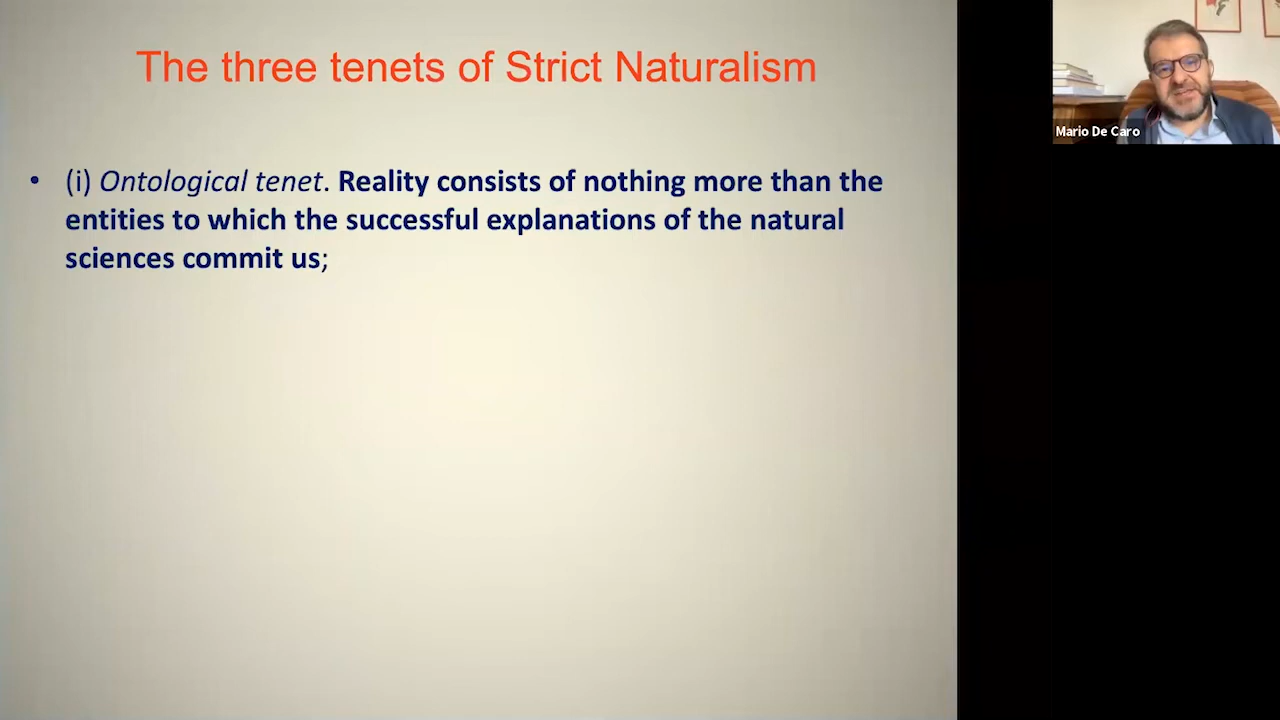 The three tenets of Strict Naturalism
• (i) Ontological tenet. Reality consists of nothing more than the
entities to which the successful explanations of the natural
sciences commit us;
Mario De Caro